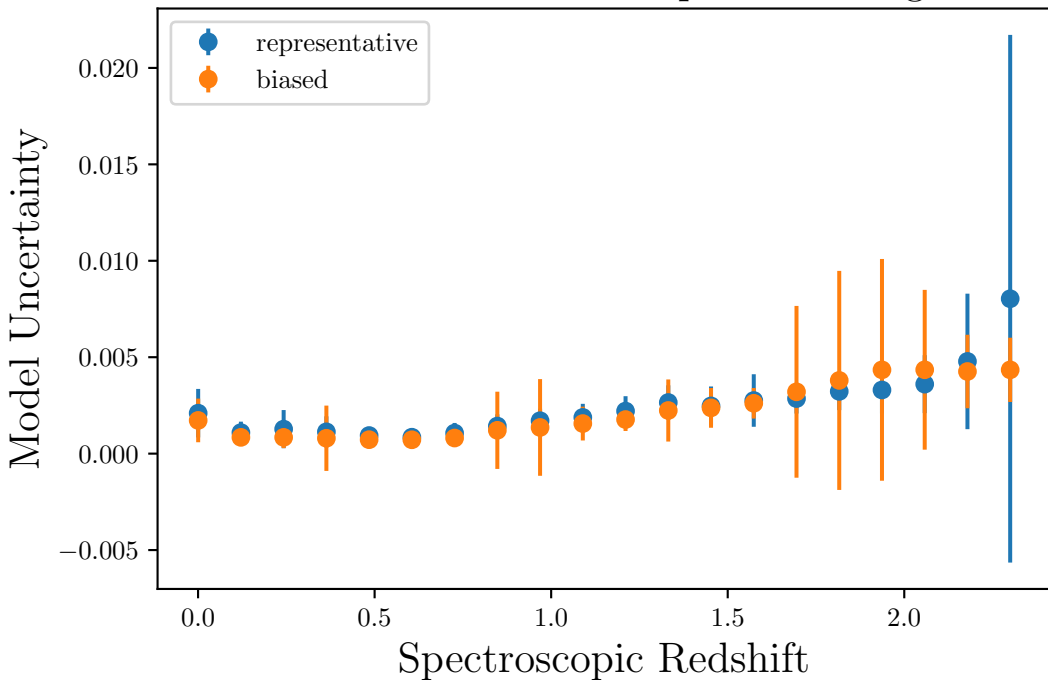 representative
biased
0.020
0.015
0.010
0.005
0.000
−0.005
Model Uncertainty
0.0 0.5 1.0 1.5 2.0
Spectroscopic Redshift